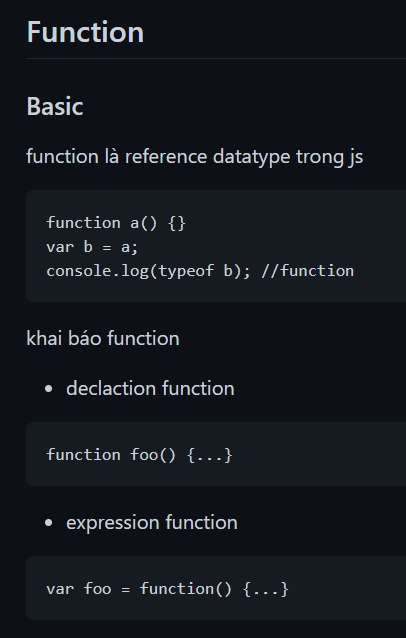 Function
Basic
function là reference datatype trong js
function a() {}
var b = a;
console.log(typeof b); //function
khai báo function
declaction function
function foo() {...}
expression function
var foo = function() {...}